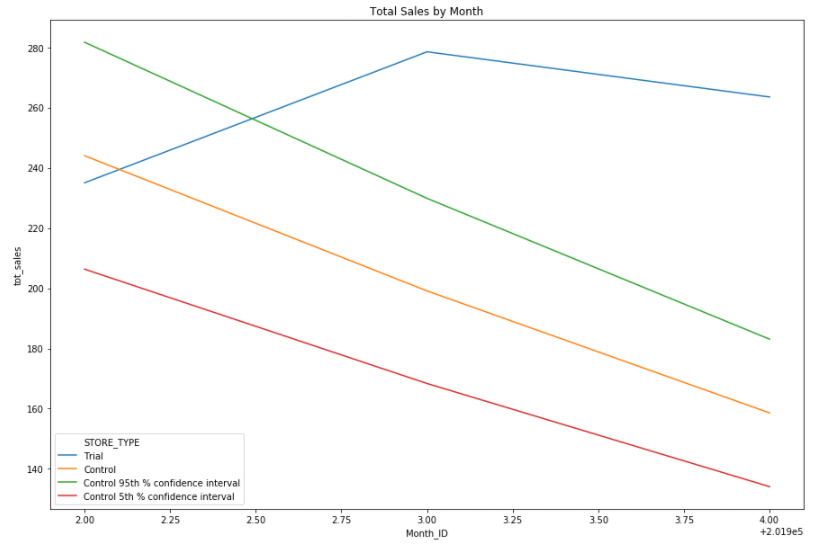 Total Sales by Month
tot_sales
280
260
240
220
200
180
160
140
STORE_TYPE
Trial
Control
Control 95th % confidence interval
Control 5th % confidence interval
2.00 2.25 2.50 2.75 3.00 3.25 3.50 3.75 4.00
+2.019e5
Month_ID